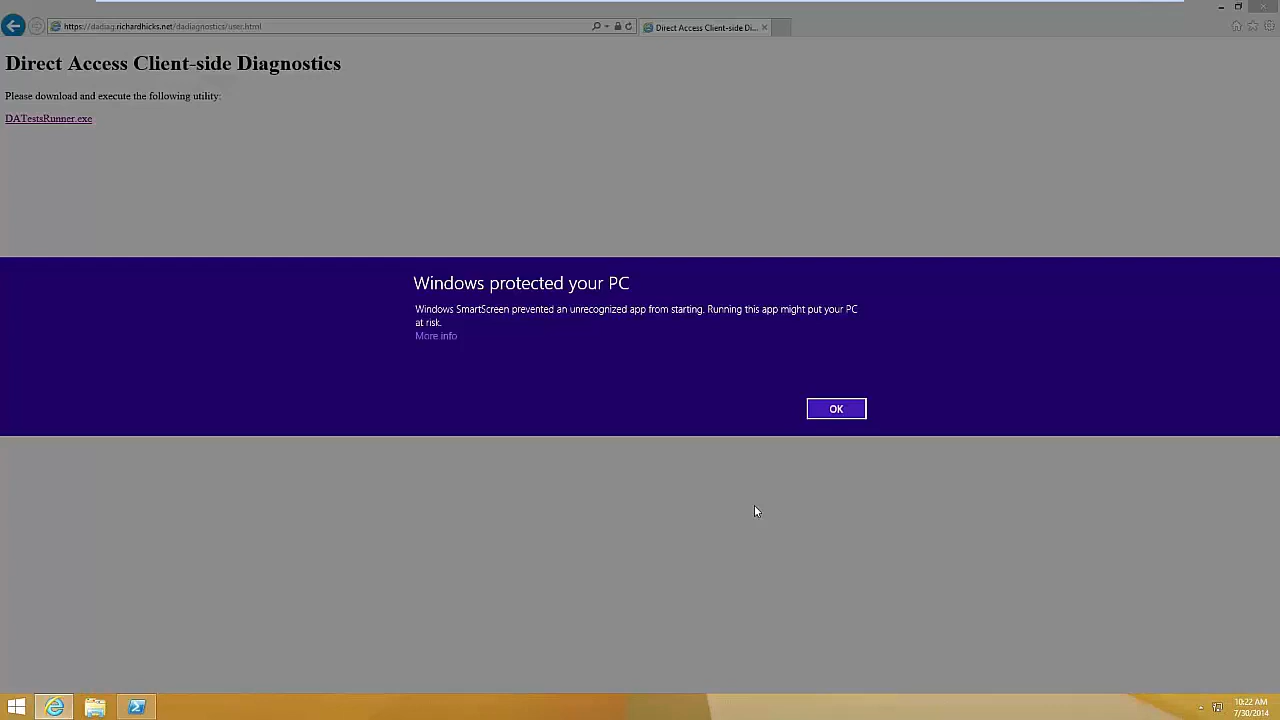 https://dadiag.richardhicks.net/dadiagnostics/user.html
Direct Access Client-side Di...
Direct Access Client-side Diagnostics
Please download and execute the following utility:
DATestsRunner.exe
Windows protected your PC
Windows SmartScreen prevented an unrecognized app from starting. Running this app might put your PC
at risk.
More info
OK
10:22 AM
7/30/2014